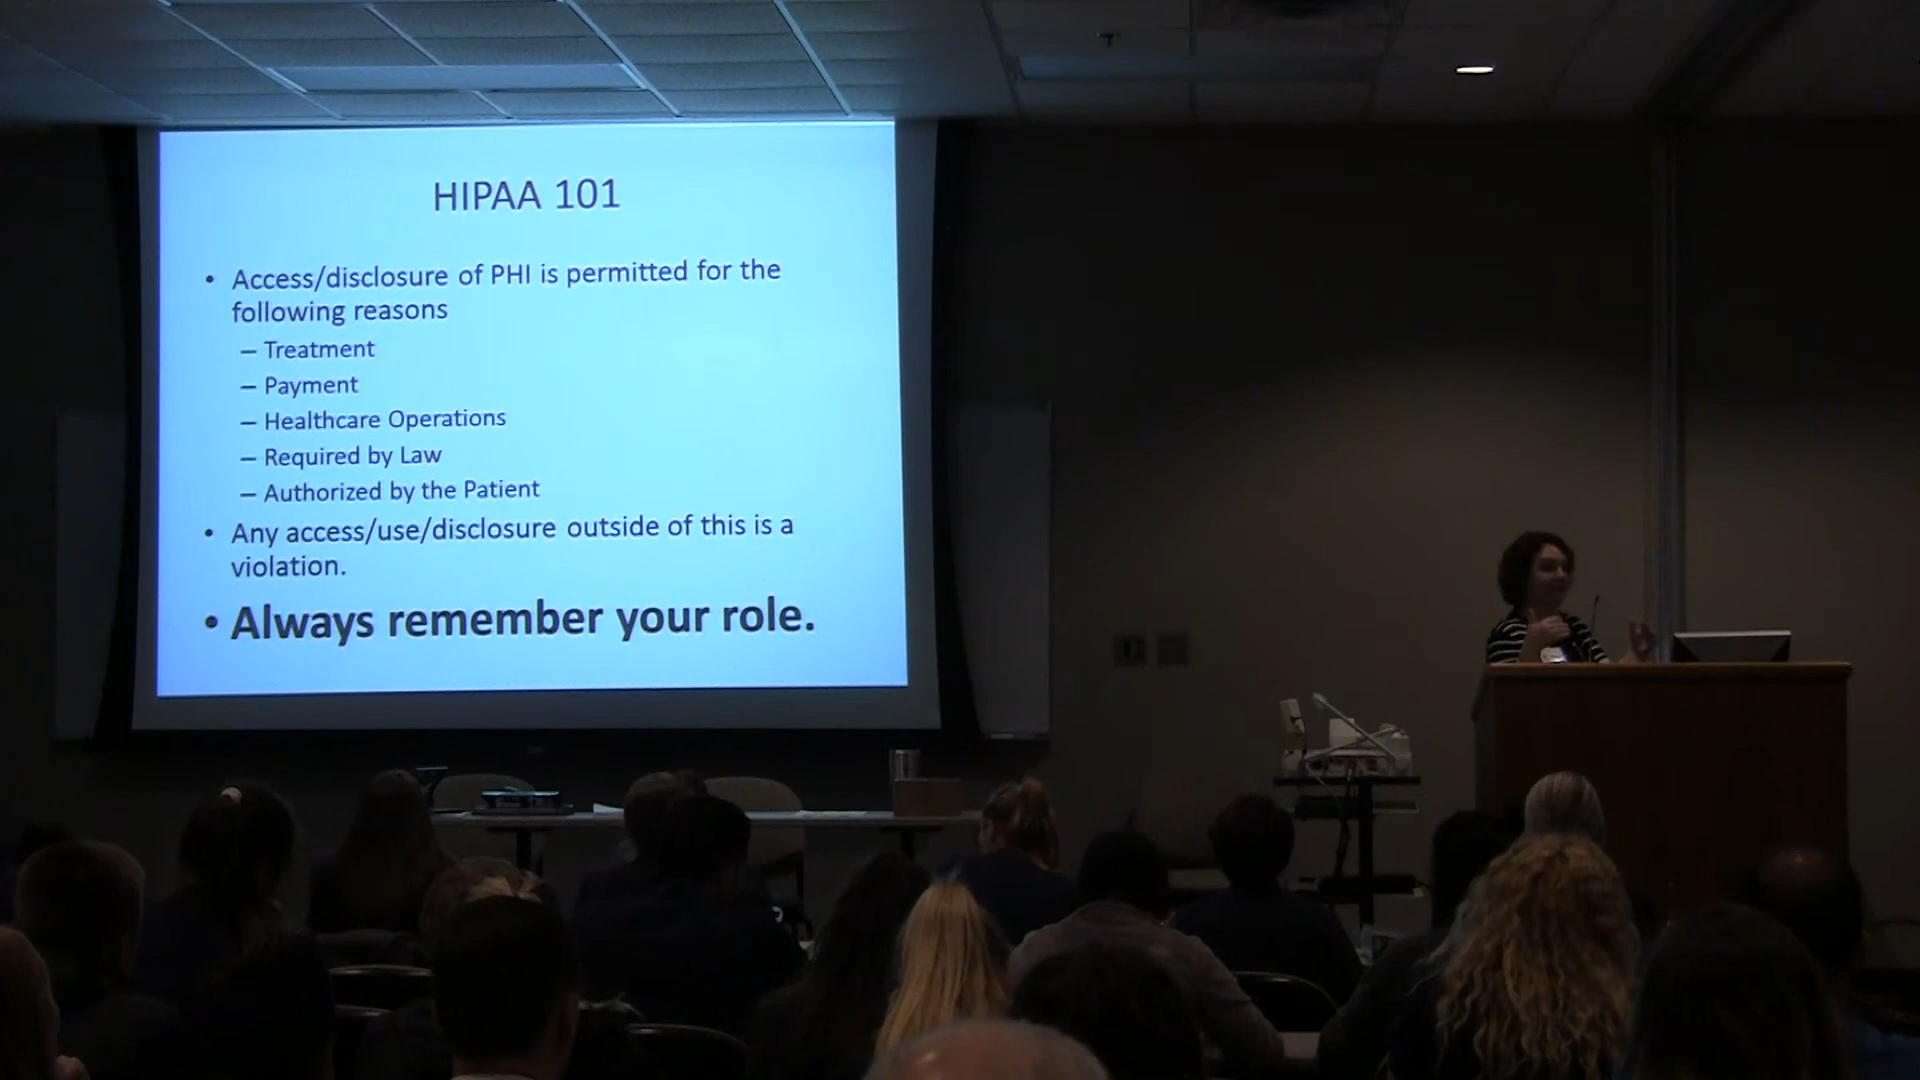 HIPAA 101
• Access/disclosure of PHI is permitted for the
following reasons
– Treatment
– Payment
– Healthcare Operations
– Required by Law
– Authorized by the Patient
• Any access/use/disclosure outside of this is a
violation.
• Always remember your role.